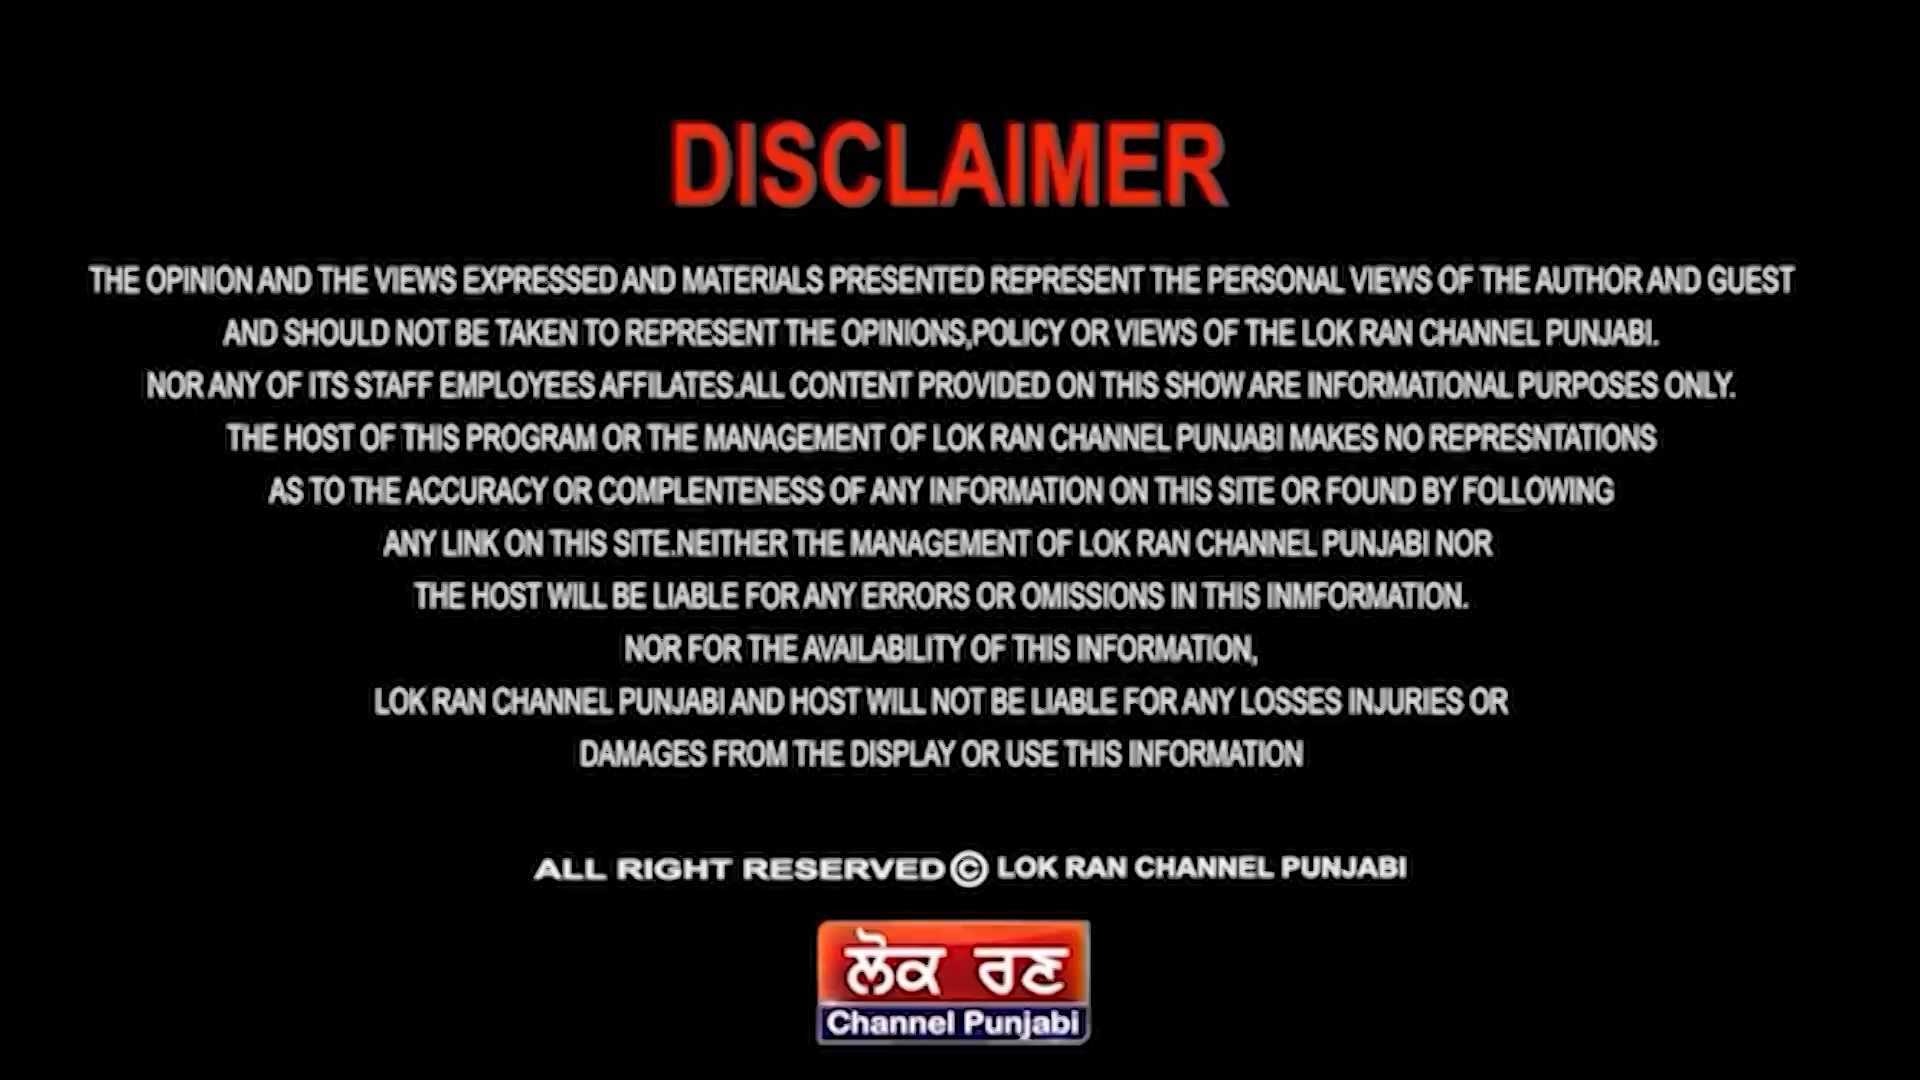 DISCLAIMER
THE OPINION AND THE VIEWS EXPRESSED AND MATERIALS PRESENTED REPRESENT THE PERSONAL VIEWS OF THE AUTHOR AND GUEST
AND SHOULD NOT BE TAKEN TO REPRESENT THE OPINIONS,POLICY OR VIEWS OF THE LOK RAN CHANNEL PUNJABI.
NOR ANY OF ITS STAFF EMPLOYEES AFFILATES.ALL CONTENT PROVIDED ON THIS SHOW ARE INFORMATIONAL PURPOSES ONLY.
THE HOST OF THIS PROGRAM OR THE MANAGEMENT OF LOK RAN CHANNEL PUNJABI MAKES NO REPRESNTATIONS
AS TO THE ACCURACY OR COMPLENTENESS OF ANY INFORMATION ON THIS SITE OR FOUND BY FOLLOWING
ANY LINK ON THIS SITE.NEITHER THE MANAGEMENT OF LOK RAN CHANNEL PUNJABI NOR
THE HOST WILL BE LIABLE FOR ANY ERRORS OR OMISSIONS IN THIS INMFORMATION.
NOR FOR THE AVAILABILITY OF THIS INFORMATION,
LOK RAN CHANNEL PUNJABI AND HOST WILL NOT BE LIABLE FOR ANY LOSSES INJURIES OR
DAMAGES FROM THE DISPLAY OR USE THIS INFORMATION
ALL RIGHT RESERVED© LOK RAN CHANNEL PUNJABI
ਲੋਕ ਰਣ
Channel Punjabi